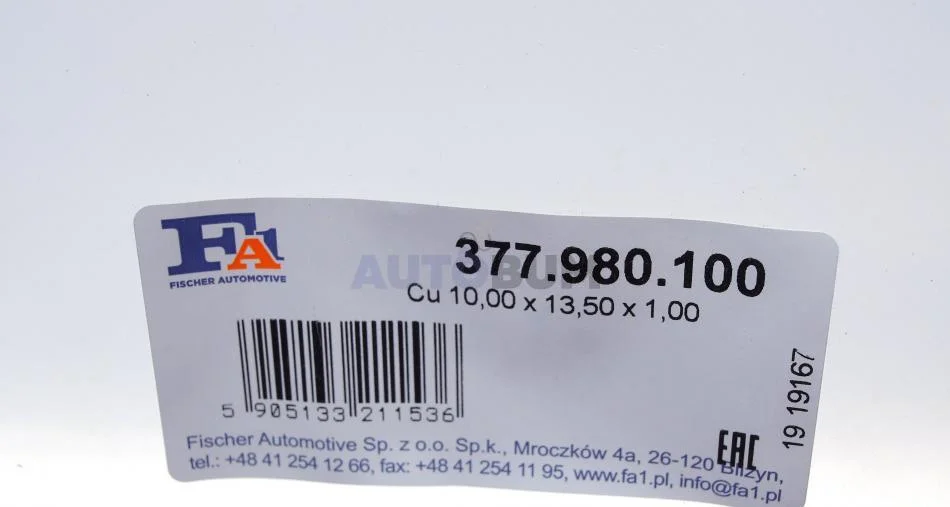 FA1
FISCHER AUTOMOTIVE
377.980.100
AUTOBUFF
Cu 10,00 x 13,50 x 1,00
5 905133 211536
19 19167
EAC
Fischer Automotive Sp. z o.o. Sp.k., Mroczków 4a, 26-120 Bliżyn,
tel.: +48 41 254 12 66, fax: +48 41 254 11 95, www.fa1.pl, info@fa1.pl